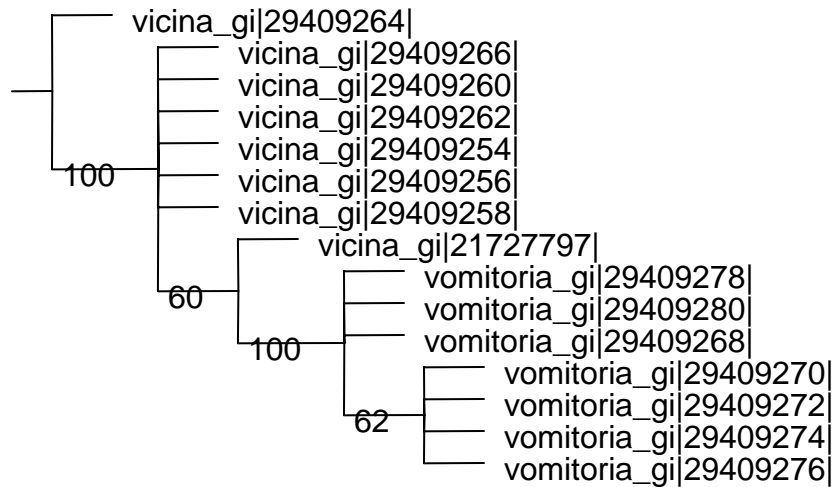 vicina_gi|29409264|
vicina_gi|29409266|
vicina_gi|29409260|
vicina_gi|29409262|
vicina_gi|29409254|
100
vicina_gi|29409256|
vicina_gi|29409258|
vicina_gi|21727797|
vomitoria_gi|29409278|
60
vomitoria_gi|29409280|
vomitoria_gi|29409268|
100
vomitoria_gi|29409270|
vomitoria_gi|29409272|
62
vomitoria_gi|29409274|
vomitoria_gi|29409276|